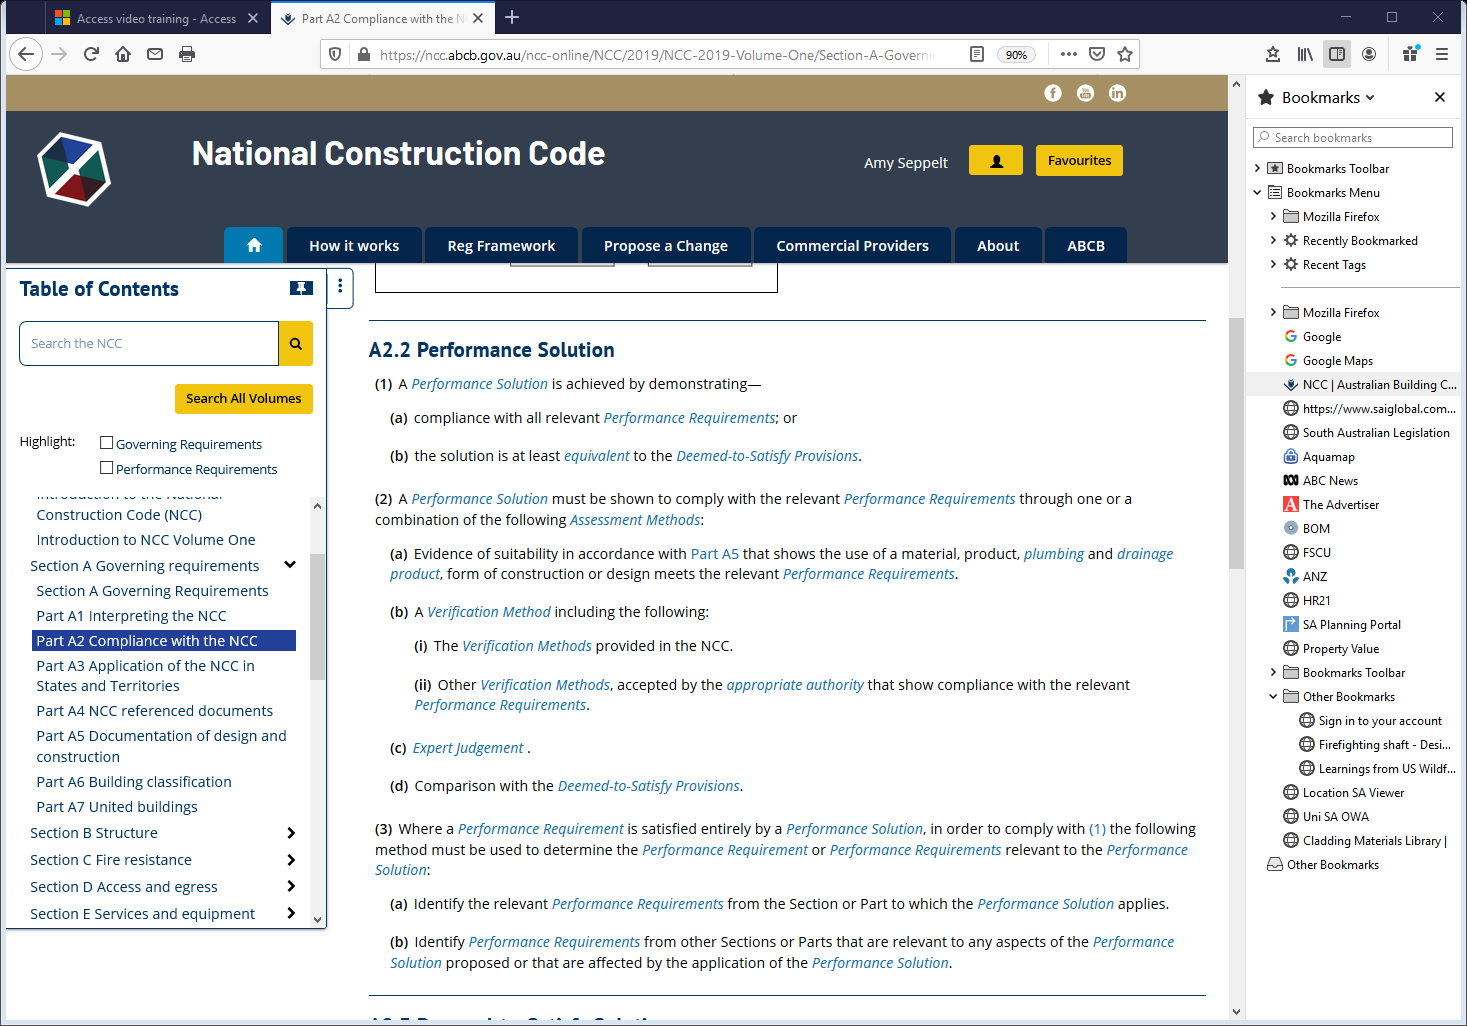 Access video training - Access
Part A2 Compliance with the NC
https://ncc.abcb.gov.au/ncc-online/NCC/2019/NCC-2019-Volume-One/Section-A-Governi
90%
National Construction Code
Amy Seppelt
Favourites
How it works
Reg Framework
Propose a Change
Commercial Providers
About
ABCB
Table of Contents
Search the NCC
Search All Volumes
Highlight:
Governing Requirements
Performance Requirements
Introduction to the National
Construction Code (NCC)
Introduction to NCC Volume One
Section A Governing requirements
Section A Governing Requirements
Part A1 Interpreting the NCC
Part A2 Compliance with the NCC
Part A3 Application of the NCC in
States and Territories
Part A4 NCC referenced documents
Part A5 Documentation of design and
construction
Part A6 Building classification
Part A7 United buildings
Section B Structure
Section C Fire resistance
Section D Access and egress
Section E Services and equipment
A2.2 Performance Solution
(1) A Performance Solution is achieved by demonstrating—
(a) compliance with all relevant Performance Requirements; or
(b) the solution is at least equivalent to the Deemed-to-Satisfy Provisions.
(2) A Performance Solution must be shown to comply with the relevant Performance Requirements through one or a
combination of the following Assessment Methods:
(a) Evidence of suitability in accordance with Part A5 that shows the use of a material, product, plumbing and drainage
product, form of construction or design meets the relevant Performance Requirements.
(b) A Verification Method including the following:
(i) The Verification Methods provided in the NCC.
(ii) Other Verification Methods, accepted by the appropriate authority that show compliance with the relevant
Performance Requirements.
(c) Expert Judgement .
(d) Comparison with the Deemed-to-Satisfy Provisions.
(3) Where a Performance Requirement is satisfied entirely by a Performance Solution, in order to comply with (1) the following
method must be used to determine the Performance Requirement or Performance Requirements relevant to the Performance
Solution:
(a) Identify the relevant Performance Requirements from the Section or Part to which the Performance Solution applies.
(b) Identify Performance Requirements from other Sections or Parts that are relevant to any aspects of the Performance
Solution proposed or that are affected by the application of the Performance Solution.
Bookmarks
Search bookmarks
Bookmarks Toolbar
Bookmarks Menu
Mozilla Firefox
Recently Bookmarked
Recent Tags
Mozilla Firefox
Google
Google Maps
NCC | Australian Building C...
https://www.saiglobal.com...
South Australian Legislation
Aquamap
ABC News
The Advertiser
BOM
FSCU
ANZ
HR21
SA Planning Portal
Property Value
Bookmarks Toolbar
Other Bookmarks
Sign in to your account
Firefighting shaft - Desi...
Learnings from US Wildf...
Location SA Viewer
Uni SA OWA
Cladding Materials Library |
Other Bookmarks